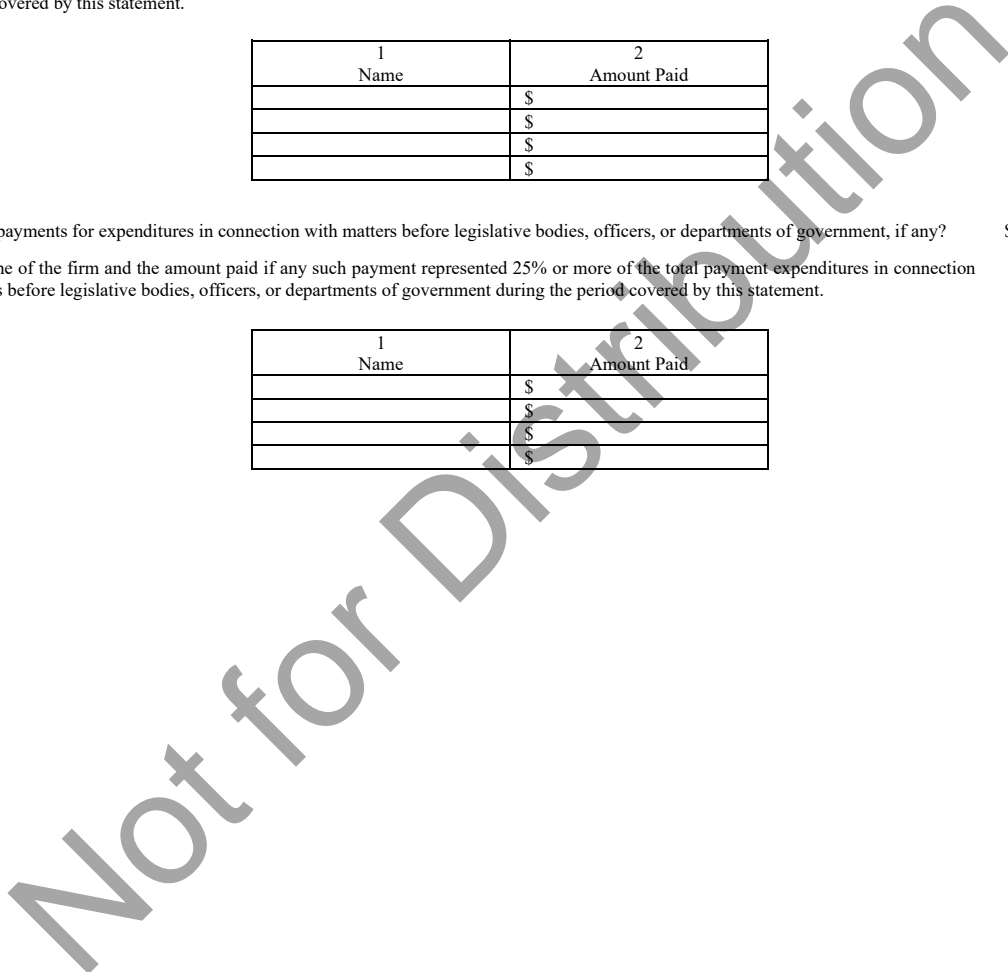 overed by this statement.
1 2
Name Amount Paid
$
$
$
$
payments for expenditures in connection with matters before legislative bodies, officers, or departments of government, if any?
of the firm and the amount paid if any such payment represented 25% or more of the total payment expenditures in connection
before legislative bodies, officers, or departments of government during the period covered by this statement.
1 2
Name Amount Paid
$
$
$
$
Not for Distribution